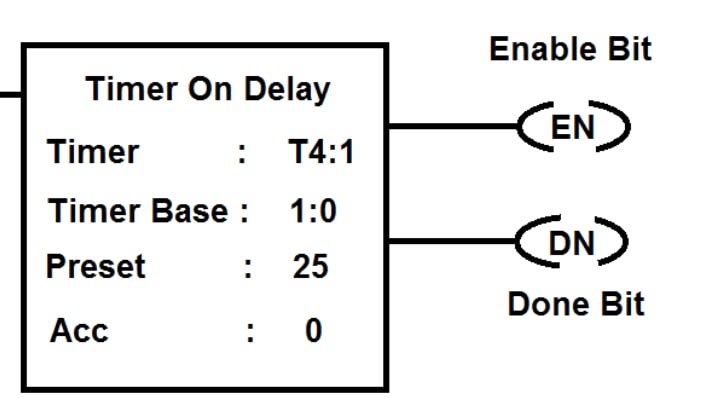 Enable Bit
Timer On Delay
EN
Timer : T4:1
Timer Base : 1:0
DN
Preset : 25
Done Bit
Acc : 0